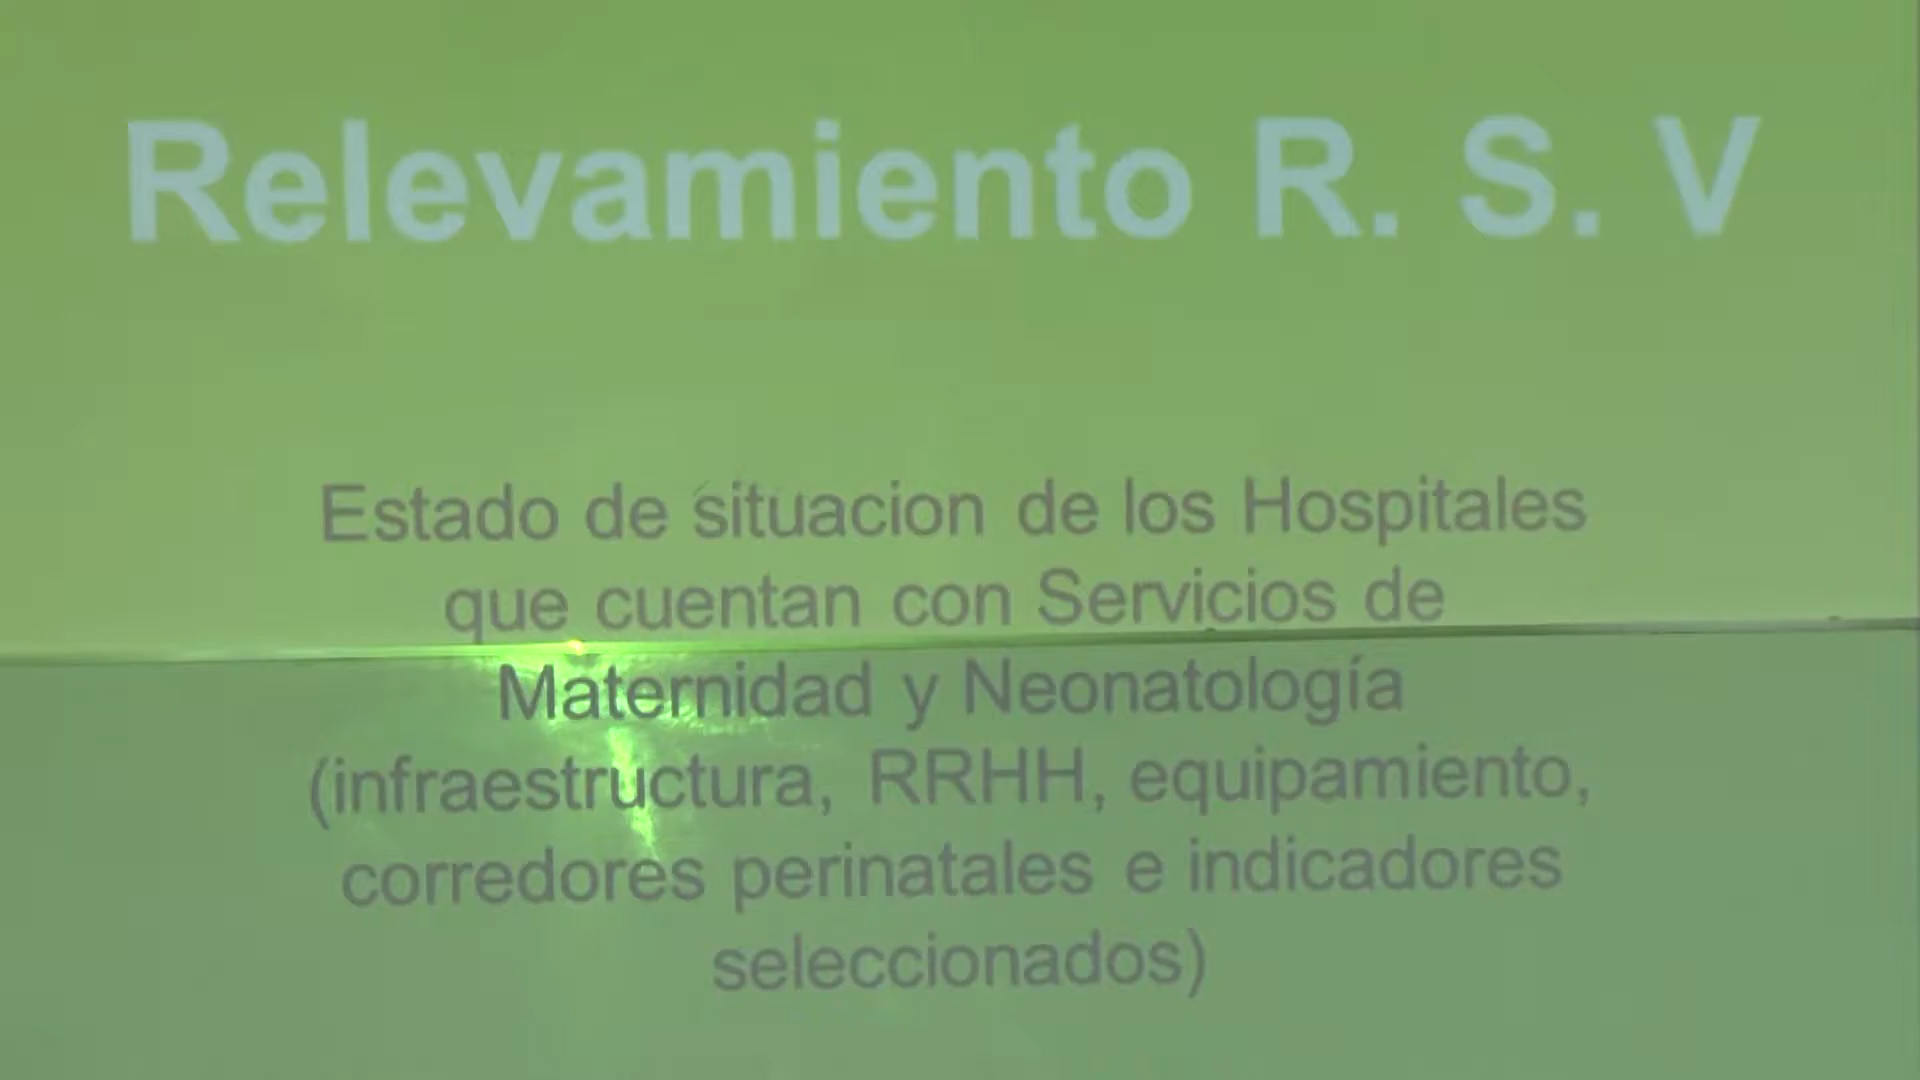 Relevamiento R. S. V
Estado de situacion de los Hospitales
que cuentan con Servicios de
Maternidad y Neonatología
(infraestructura, RRHH, equipamiento,
corredores perinatales e indicadores
seleccionados)